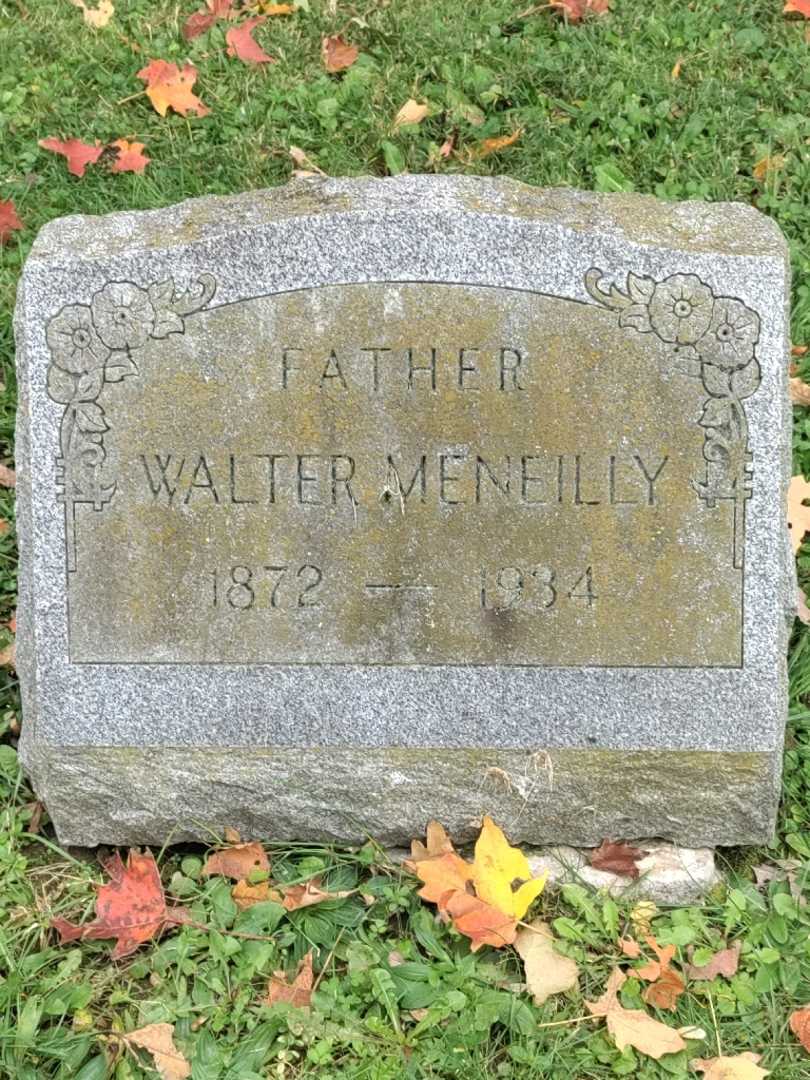 FATHER
WALTER MENEILLY
1872 — 1934